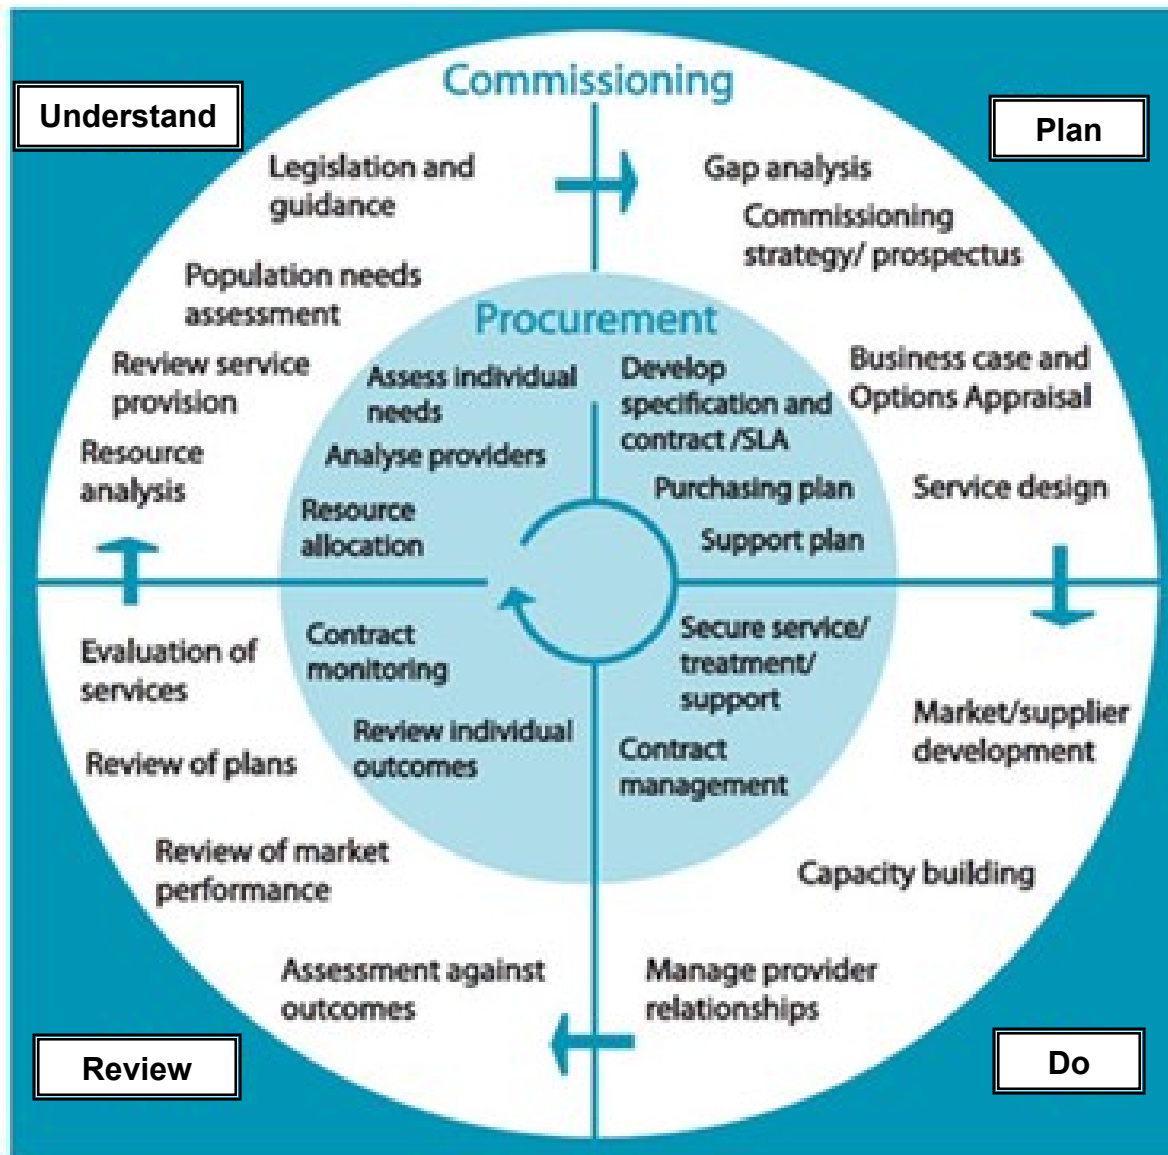 Commissioning
Understand
Plan
Legislation and
guidance
Population needs
assessment
Review service
provision
Resource
analysis
Gap analysis
Commissioning
strategy/ prospectus
Business case and
Options Appraisal
Service design
Procurement
Assess individual
needs
Analyse providers
Resource
allocation
Develop
specification and
contract /SLA
Purchasing plan
Support plan
Contract
monitoring
Review individual
outcomes
Secure service/
treatment/
support
Contract
management
Evaluation of
services
Review of plans
Review of market
performance
Assessment against
outcomes
Market/supplier
development
Capacity building
Manage provider
relationships
Review
Do